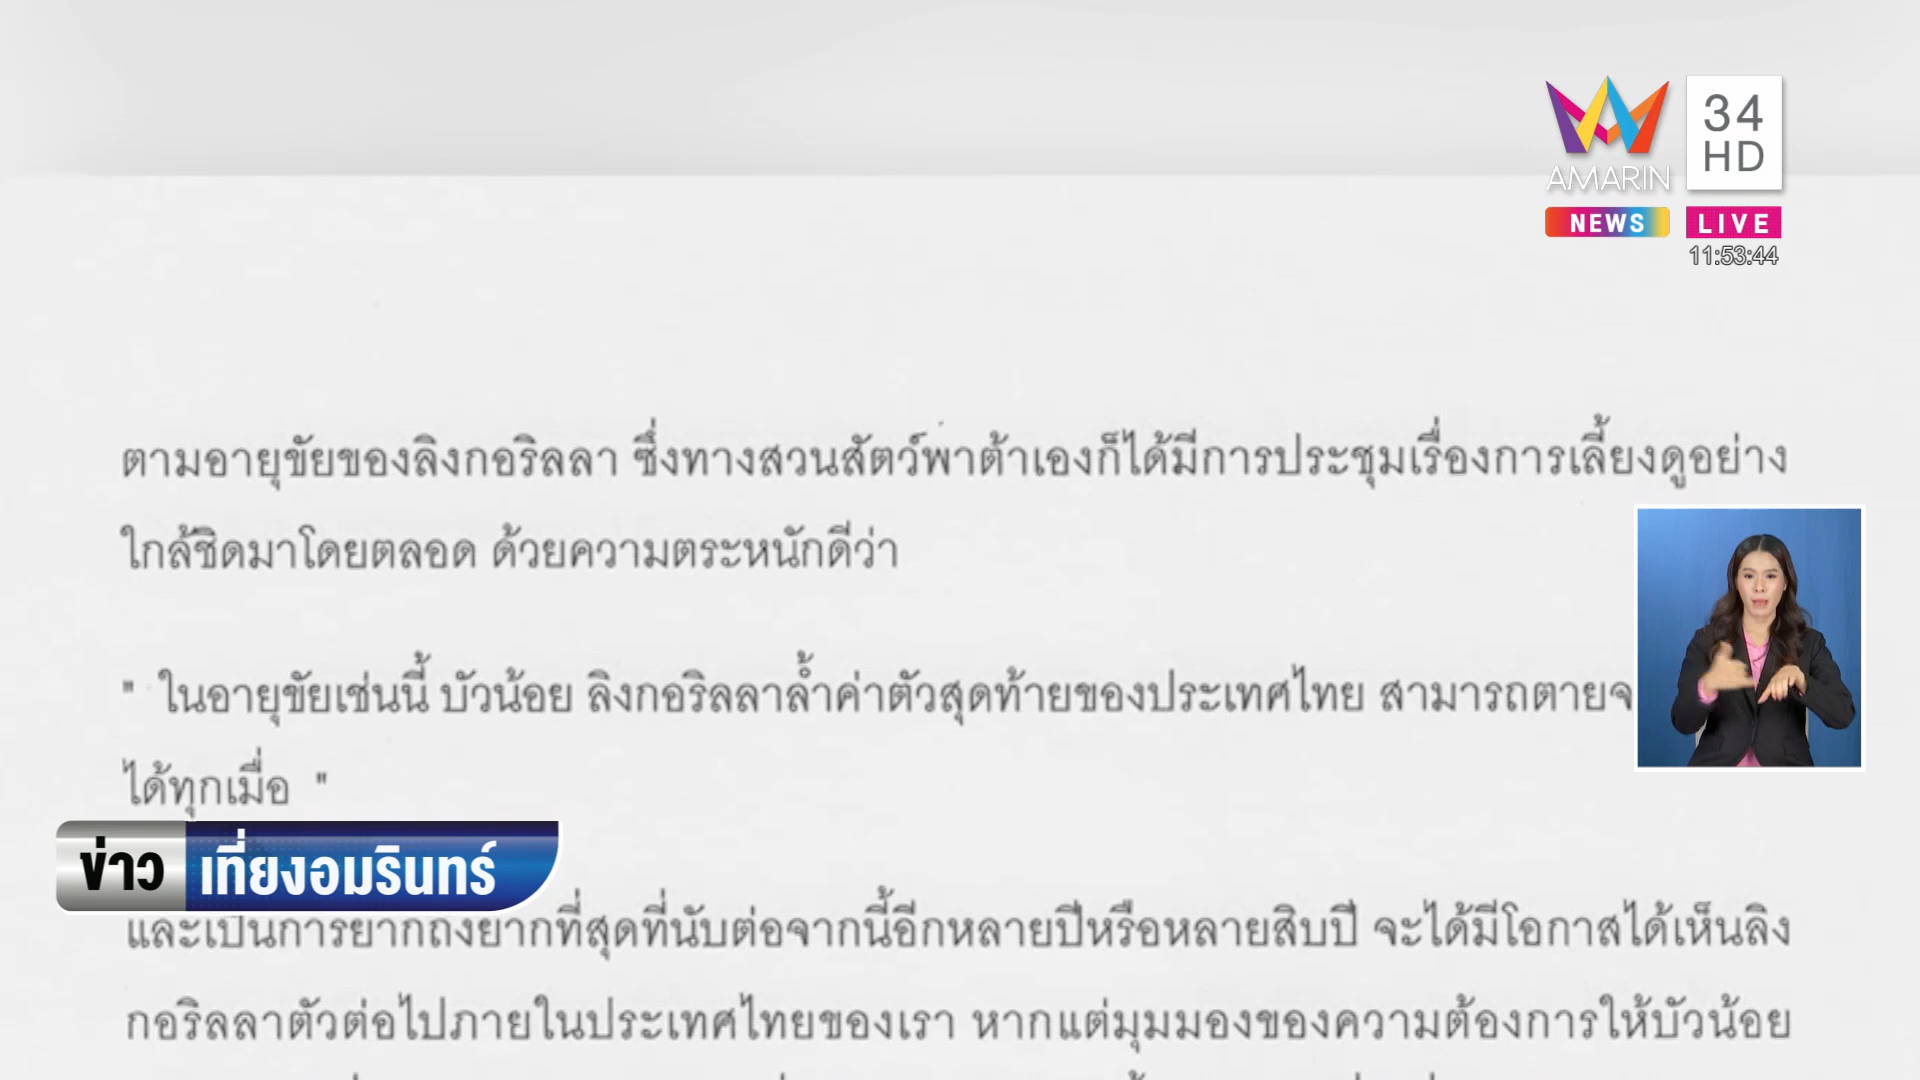 AMARIN
34
HD
NEWS
LIVE
11:53:44
ตามอายุขัยของลิงกอริลลา ซึ่งทางสวนสัตว์พาต้าเองก็ได้มีการประชุมเรื่องการเลี้ยงดูอย่าง
ใกล้ชิดมาโดยตลอด ด้วยความตระหนักดีว่า
" ในอายุขัยเช่นนี้ บัวน้อย ลิงกอริลลาล้ำค่าตัวสุดท้ายของประเทศไทย สามารถตายจ
ได้ทุกเมื่อ "
ข่าว เที่ยงอมรินทร์
และเป็นการยากถึงยากที่สุดที่นับต่อจากนี้อีกหลายปีหรือหลายสิบปี จะได้มีโอกาสได้เห็นลิง
กอริลลาตัวต่อไปภายในประเทศไทยของเรา หากแต่มุมมองของความต้องการให้บัวน้อย